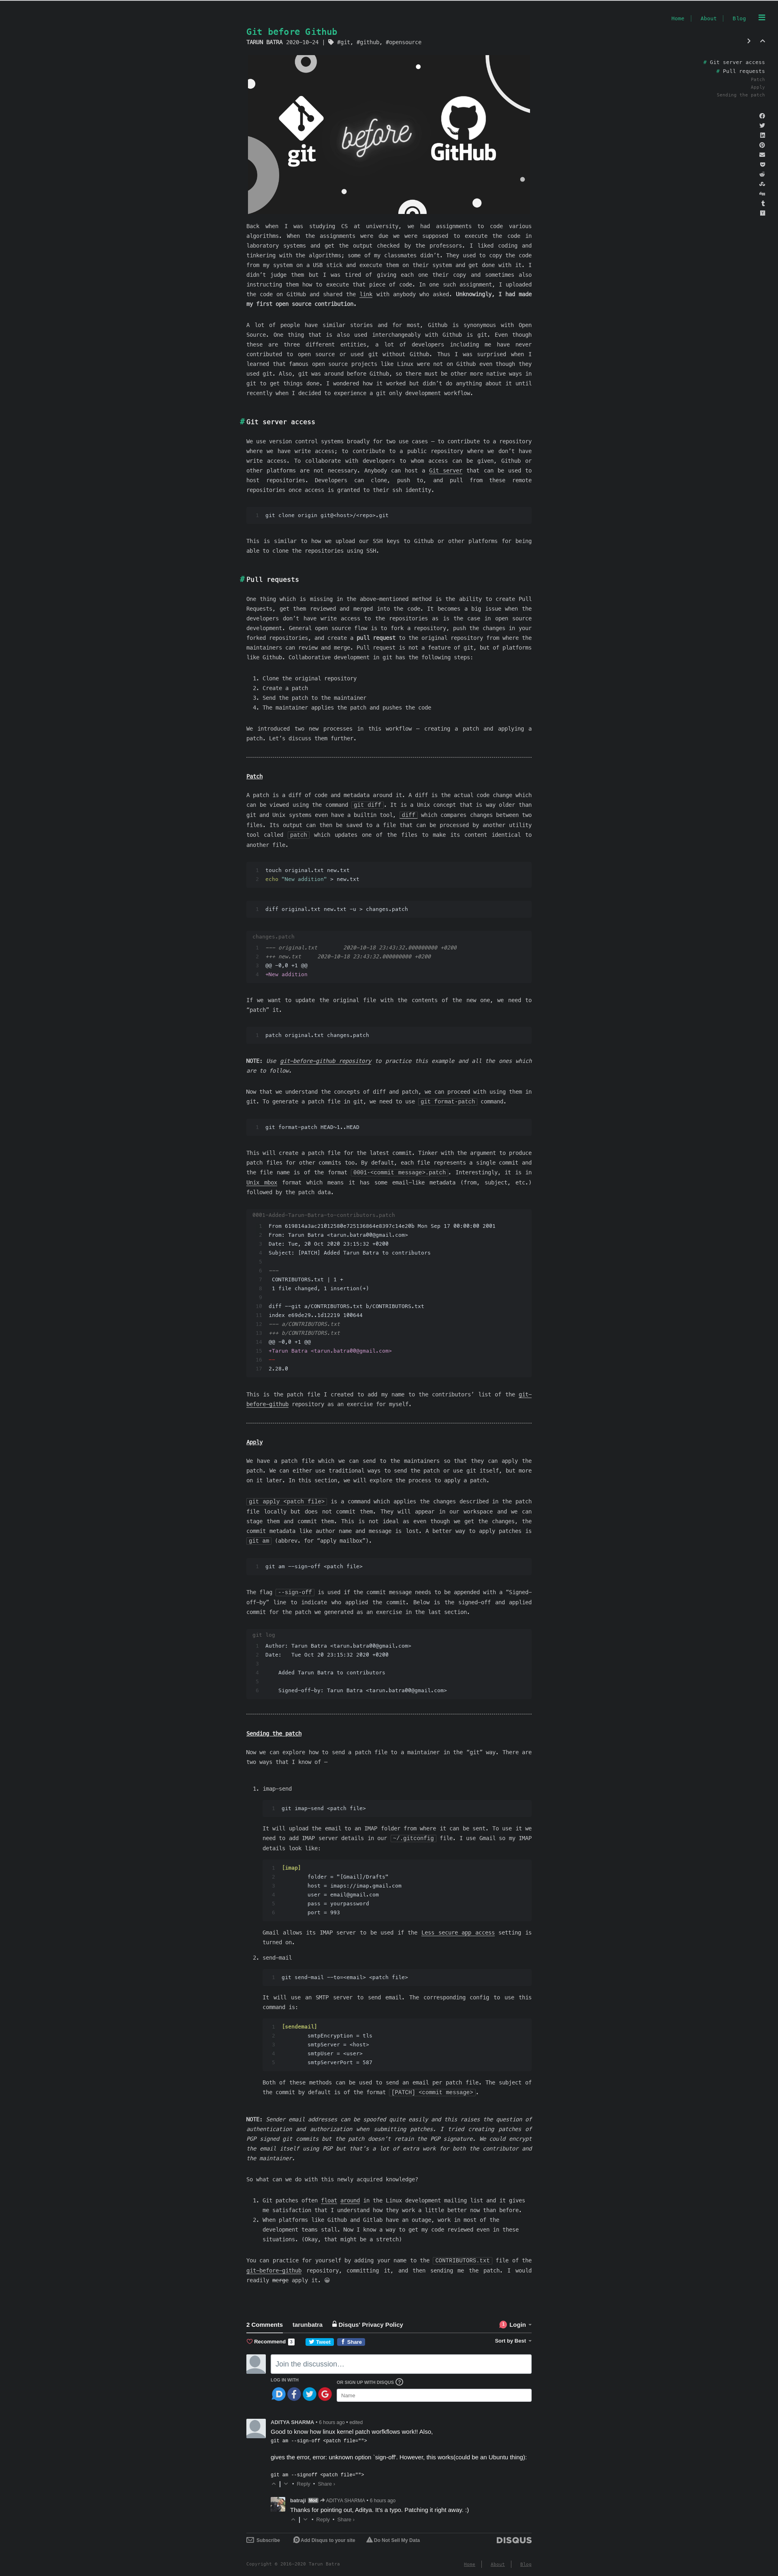 Home | About | Blog
Git before Github
TARUN BATRA 2020-10-24 | #git, #github, #opensource
# Git server access
# Pull requests
Patch
Apply
Sending the patch
git
before
GitHub
Back when I was studying CS at university, we had assignments to code various
algorithms. When the assignments were due we were supposed to execute the code in
laboratory systems and get the output checked by the professors. I liked coding and
tinkering with the algorithms; some of my classmates didn't. They used to copy the code
from my system on a USB stick and execute them on their system and get done with it. I
didn't judge them but I was tired of giving each one their copy and sometimes also
instructing them how to execute that piece of code. In one such assignment, I uploaded
the code on GitHub and shared the link with anybody who asked. Unknowingly, I had made
my first open source contribution.
A lot of people have similar stories and for most, Github is synonymous with Open
Source. One thing that is also used interchangeably with Github is git. Even though
these are three different entities, a lot of developers including me have never
contributed to open source or used git without Github. Thus I was surprised when I
learned that famous open source projects like Linux were not on Github even though they
used git. Also, git was around before Github, so there must be other more native ways in
git to get things done. I wondered how it worked but didn't do anything about it until
recently when I decided to experience a git only development workflow.
# Git server access
We use version control systems broadly for two use cases – to contribute to a repository
where we have write access; to contribute to a public repository where we don't have
write access. To collaborate with developers to whom access can be given, Github or
other platforms are not necessary. Anybody can host a Git server that can be used to
host repositories. Developers can clone, push to, and pull from these remote
repositories once access is granted to their ssh identity.
1 git clone origin git@<host>/<repo>.git
This is similar to how we upload our SSH keys to Github or other platforms for being
able to clone the repositories using SSH.
# Pull requests
One thing which is missing in the above-mentioned method is the ability to create Pull
Requests, get them reviewed and merged into the code. It becomes a big issue when the
developers don't have write access to the repositories as is the case in open source
development. General open source flow is to fork a repository, push the changes in your
forked repositories, and create a pull request to the original repository from where the
maintainers can review and merge. Pull request is not a feature of git, but of platforms
like Github. Collaborative development in git has the following steps:
1. Clone the original repository
2. Create a patch
3. Send the patch to the maintainer
4. The maintainer applies the patch and pushes the code
We introduced two new processes in this workflow – creating a patch and applying a
patch. Let's discuss them further.
Patch
A patch is a diff of code and metadata around it. A diff is the actual code change which
can be viewed using the command git diff. It is a Unix concept that is way older than
git and Unix systems even have a builtin tool, diff which compares changes between two
files. Its output can then be saved to a file that can be processed by another utility
tool called patch which updates one of the files to make its content identical to
another file.
1 touch original.txt new.txt
2 echo "New addition" > new.txt
1 diff original.txt new.txt -u > changes.patch
changes.patch
1 --- original.txt 2020-10-18 23:43:32.000000000 +0200
2 +++ new.txt 2020-10-18 23:43:32.000000000 +0200
3 @@ -0,0 +1 @@
4 +New addition
If we want to update the original file with the contents of the new one, we need to
"patch" it.
1 patch original.txt changes.patch
NOTE: Use git-before-github repository to practice this example and all the ones which
are to follow.
Now that we understand the concepts of diff and patch, we can proceed with using them in
git. To generate a patch file in git, we need to use git format-patch command.
1 git format-patch HEAD~1..HEAD
This will create a patch file for the latest commit. Tinker with the argument to produce
patch files for other commits too. By default, each file represents a single commit and
the file name is of the format 0001-<commit message>.patch. Interestingly, it is in
Unix mbox format which means it has some email-like metadata (from, subject, etc.)
followed by the patch data.
0001-Added-Tarun-Batra-to-contributors.patch
1 From 619814a3ac21012580e725136864e8397c14e20b Mon Sep 17 00:00:00 2001
2 From: Tarun Batra <tarun.batra00@gmail.com>
3 Date: Tue, 20 Oct 2020 23:15:32 +0200
4 Subject: [PATCH] Added Tarun Batra to contributors
5
6 ---
7 CONTRIBUTORS.txt | 1 +
8 1 file changed, 1 insertion(+)
9
10 diff --git a/CONTRIBUTORS.txt b/CONTRIBUTORS.txt
11 index e69de29..1d12219 100644
12 --- a/CONTRIBUTORS.txt
13 +++ b/CONTRIBUTORS.txt
14 @@ -0,0 +1 @@
15 +Tarun Batra <tarun.batra00@gmail.com>
16 --
17 2.28.0
This is the patch file I created to add my name to the contributors' list of the git-
before-github repository as an exercise for myself.
Apply
We have a patch file which we can send to the maintainers so that they can apply the
patch. We can either use traditional ways to send the patch or use git itself, but more
on it later. In this section, we will explore the process to apply a patch.
git apply <patch file> is a command which applies the changes described in the patch
file locally but does not commit them. They will appear in our workspace and we can
stage them and commit them. This is not ideal as even though we get the changes, the
commit metadata like author name and message is lost. A better way to apply patches is
git am (abbrev. for "apply mailbox").
1 git am --sign-off <patch file>
The flag --sign-off is used if the commit message needs to be appended with a "Signed-
off-by" line to indicate who applied the commit. Below is the signed-off and applied
commit for the patch we generated as an exercise in the last section.
git log
1 Author: Tarun Batra <tarun.batra00@gmail.com>
2 Date: Tue Oct 20 23:15:32 2020 +0200
3
4 Added Tarun Batra to contributors
5
6 Signed-off-by: Tarun Batra <tarun.batra00@gmail.com>
Sending the patch
Now we can explore how to send a patch file to a maintainer in the "git" way. There are
two ways that I know of –
1. imap-send
1 git imap-send <patch file>
It will upload the email to an IMAP folder from where it can be sent. To use it we
need to add IMAP server details in our ~/.gitconfig file. I use Gmail so my IMAP
details look like:
1 [imap]
2 folder = "[Gmail]/Drafts"
3 host = imaps://imap.gmail.com
4 user = email@gmail.com
5 pass = yourpassword
6 port = 993
Gmail allows its IMAP server to be used if the Less secure app access setting is
turned on.
2. send-mail
1 git send-mail --to=<email> <patch file>
It will use an SMTP server to send email. The corresponding config to use this
command is:
1 [sendemail]
2 smtpEncryption = tls
3 smtpServer = <host>
4 smtpUser = <user>
5 smtpServerPort = 587
Both of these methods can be used to send an email per patch file. The subject of
the commit by default is of the format [PATCH] <commit message>.
NOTE: Sender email addresses can be spoofed quite easily and this raises the question of
authentication and authorization when submitting patches. I tried creating patches of
PGP signed git commits but the patch doesn't retain the PGP signature. We could encrypt
the email itself using PGP but that's a lot of extra work for both the contributor and
the maintainer.
So what can we do with this newly acquired knowledge?
1. Git patches often float around in the Linux development mailing list and it gives
me satisfaction that I understand how they work a little better now than before.
2. When platforms like Github and Gitlab have an outage, work in most of the
development teams stall. Now I know a way to get my code reviewed even in these
situations. (Okay, that might be a stretch)
You can practice for yourself by adding your name to the CONTRIBUTORS.txt file of the
git-before-github repository, committing it, and then sending me the patch. I would
readily merge apply it. 😀
2 Comments tarunbatra Disqus' Privacy Policy 1 Login
Recommend 3 Tweet Share Sort by Best
Join the discussion…
LOG IN WITH
OR SIGN UP WITH DISQUS ?
Name
ADITYA SHARMA • 6 hours ago • edited
Good to know how linux kernel patch worfkflows work!! Also,
git am --sign-off <patch file="">
gives the error, error: unknown option `sign-off'. However, this works(could be an Ubuntu thing):
git am --signoff <patch file="">
• Reply • Share ›
batraji Mod ADITYA SHARMA • 6 hours ago
Thanks for pointing out, Aditya. It's a typo. Patching it right away. :)
• Reply • Share ›
Subscribe Add Disqus to your site Do Not Sell My Data DISQUS
Copyright © 2016-2020 Tarun Batra Home | About | Blog